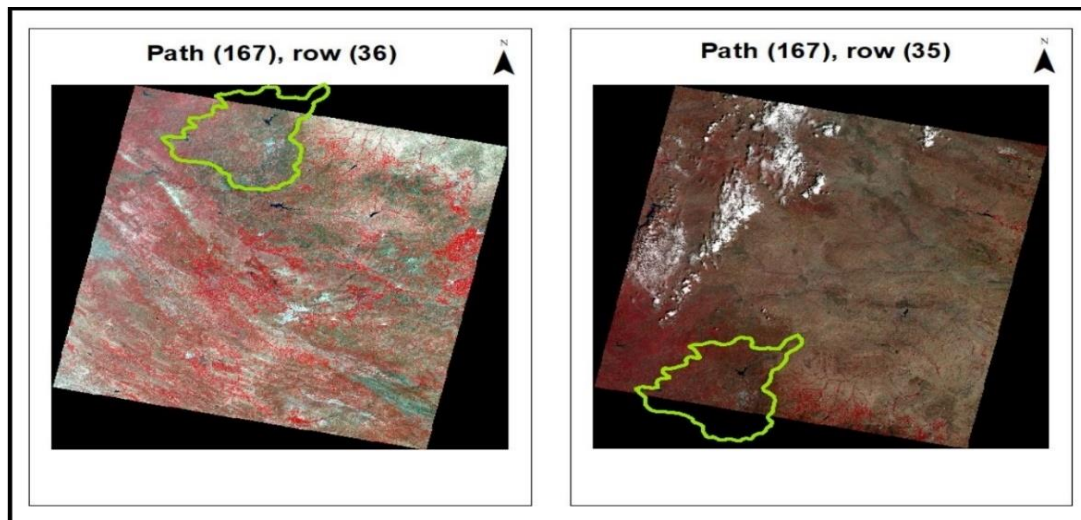 Path (167), row (36)
N
Path (167), row (35)
N